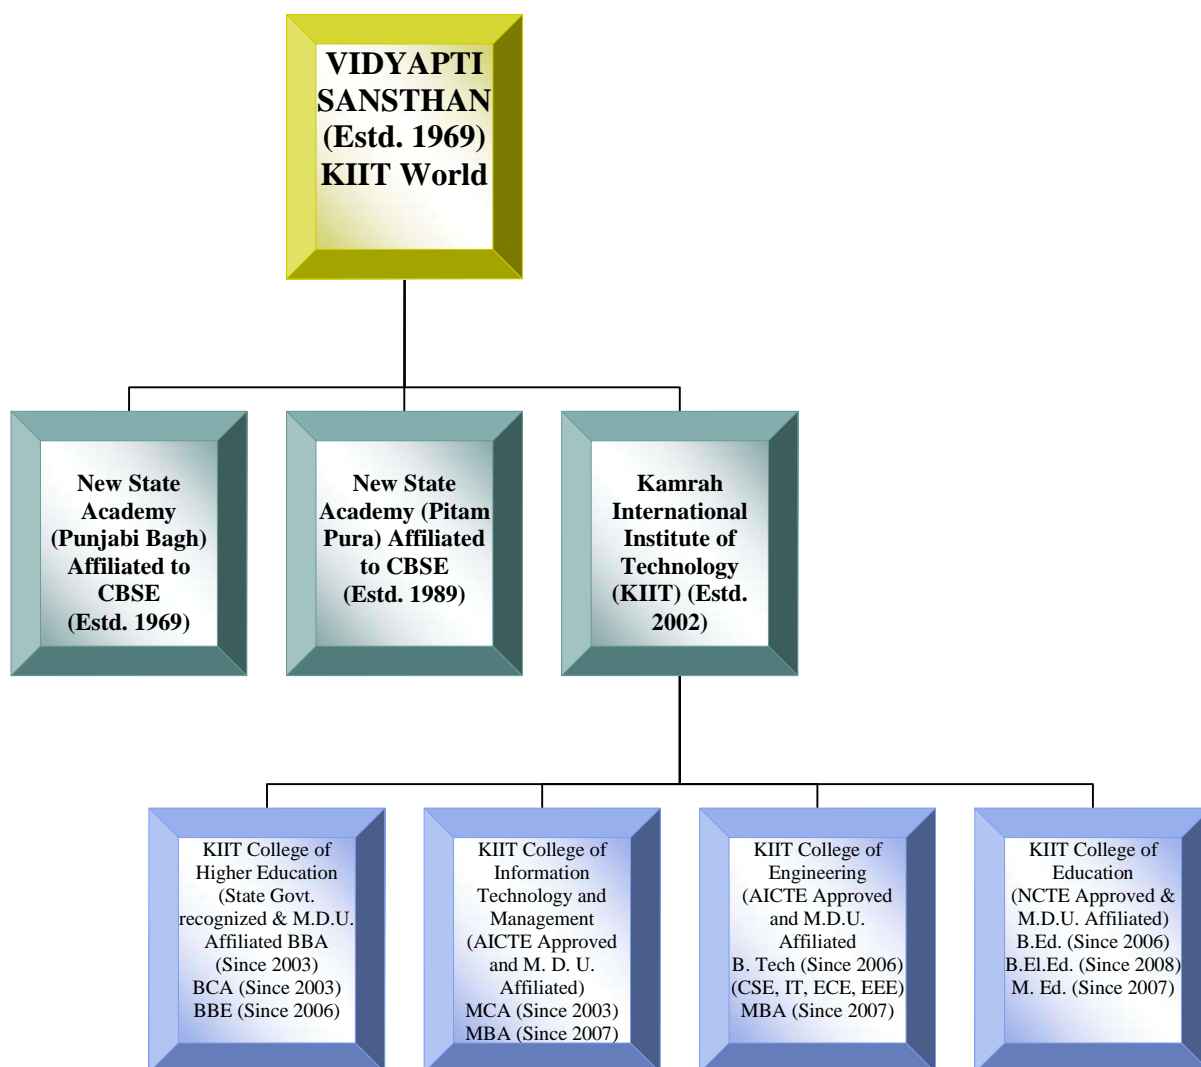 VIDYAPTI
SANSTHAN
(Estd. 1969)
KIIT World
New State
Academy
(Punjabi Bagh)
Affiliated to
CBSE
(Estd. 1969)
New State
Academy (Pitam
Pura) Affiliated
to CBSE
(Estd. 1989)
Kamrah
International
Institute of
Technology
(KIIT) (Estd.
2002)
KIIT College of
Higher Education
(State Govt.
recognized & M.D.U.
Affiliated BBA
(Since 2003)
BCA (Since 2003)
BBE (Since 2006)
KIIT College of
Information
Technology and
Management
(AICTE Approved
and M. D. U.
Affiliated)
MCA (Since 2003)
MBA (Since 2007)
KIIT College of
Engineering
(AICTE Approved
and M.D.U.
Affiliated
B. Tech (Since 2006)
(CSE, IT, ECE, EEE)
MBA (Since 2007)
KIIT College of
Education
(NCTE Approved &
M.D.U. Affiliated)
B.Ed. (Since 2006)
B.El.Ed. (Since 2008)
M. Ed. (Since 2007)